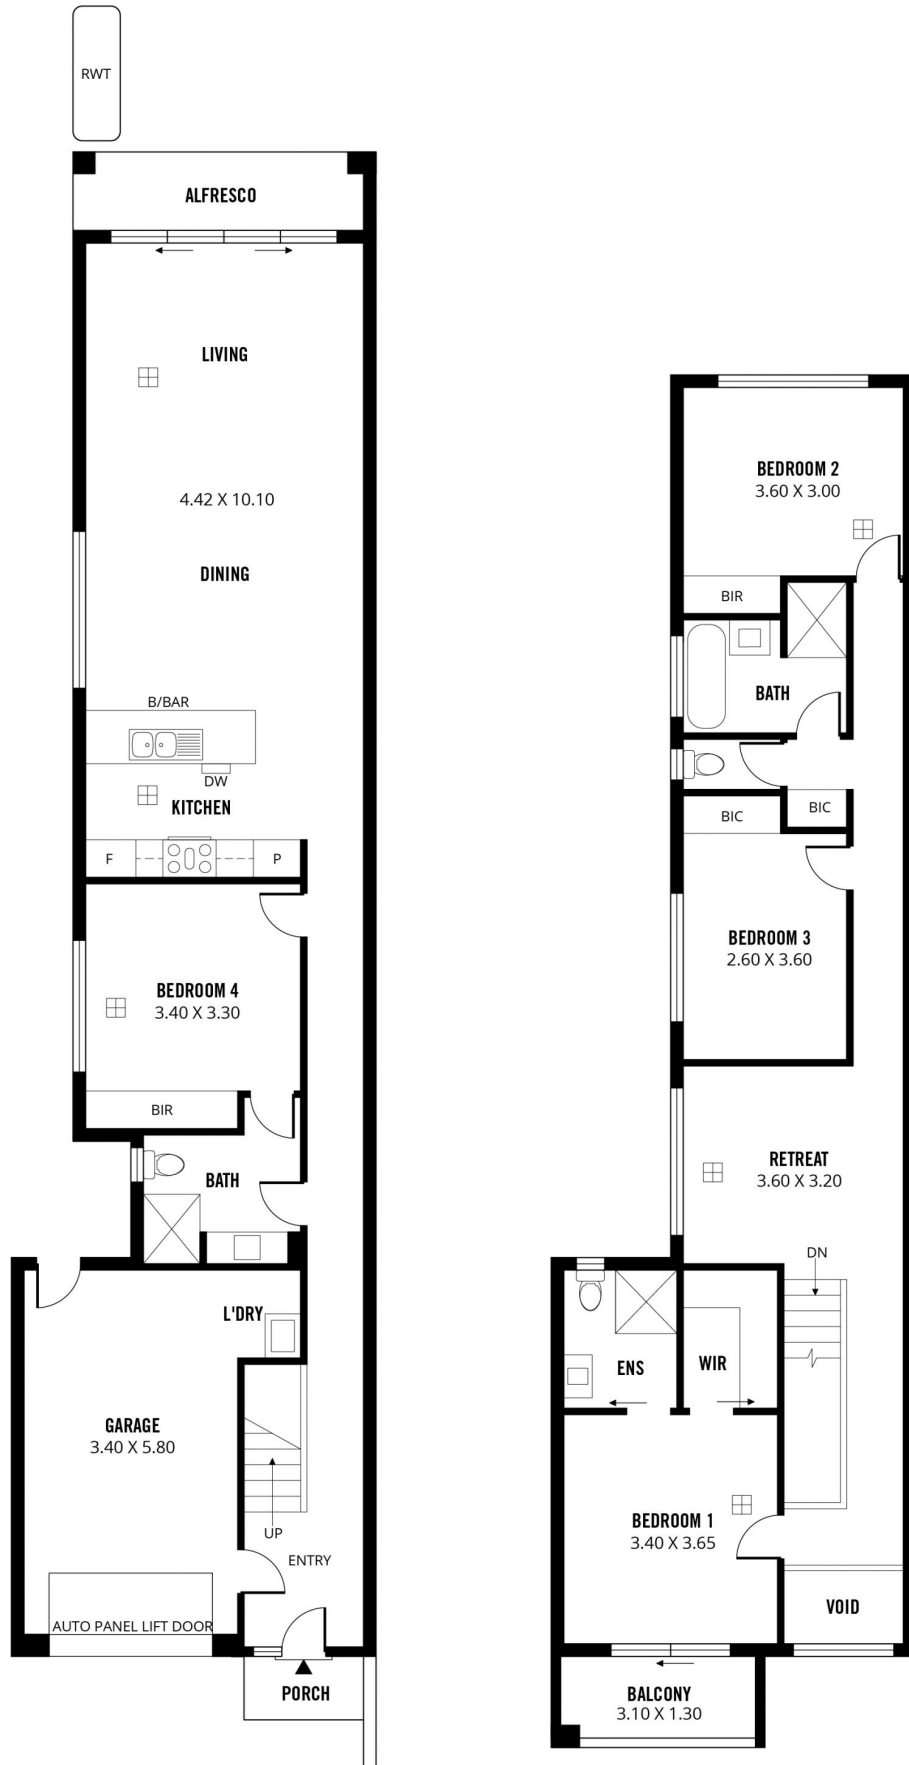 RWT
ALFRESCO
LIVING
4.42 X 10.10
DINING
B/BAR
DW
KITCHEN
F
P
BEDROOM 4
3.40 X 3.30
BIR
BATH
L'DRY
GARAGE
3.40 X 5.80
UP
ENTRY
AUTO PANEL LIFT DOOR
PORCH
BEDROOM 2
3.60 X 3.00
BIR
BATH
BIC
BIC
BEDROOM 3
2.60 X 3.60
RETREAT
3.60 X 3.20
DN
ENS
WIR
BEDROOM 1
3.40 X 3.65
VOID
BALCONY
3.10 X 1.30